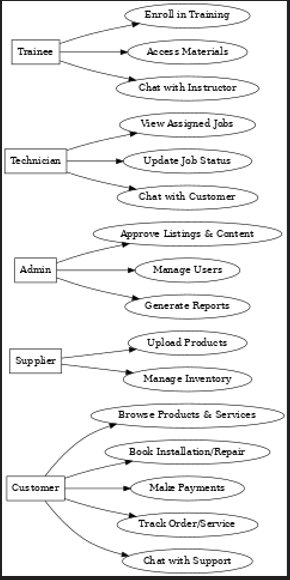 Enroll in Training
Trainee
Access Materials
Chat with Instructor
View Assigned Jobs
Technician
Update Job Status
Chat with Customer
Approve Listings & Content
Admin
Manage Users
Generate Reports
Upload Products
Supplier
Manage Inventory
Browse Products & Services
Book Installation/Repair
Customer
Make Payments
Track Order/Service
Chat with Support